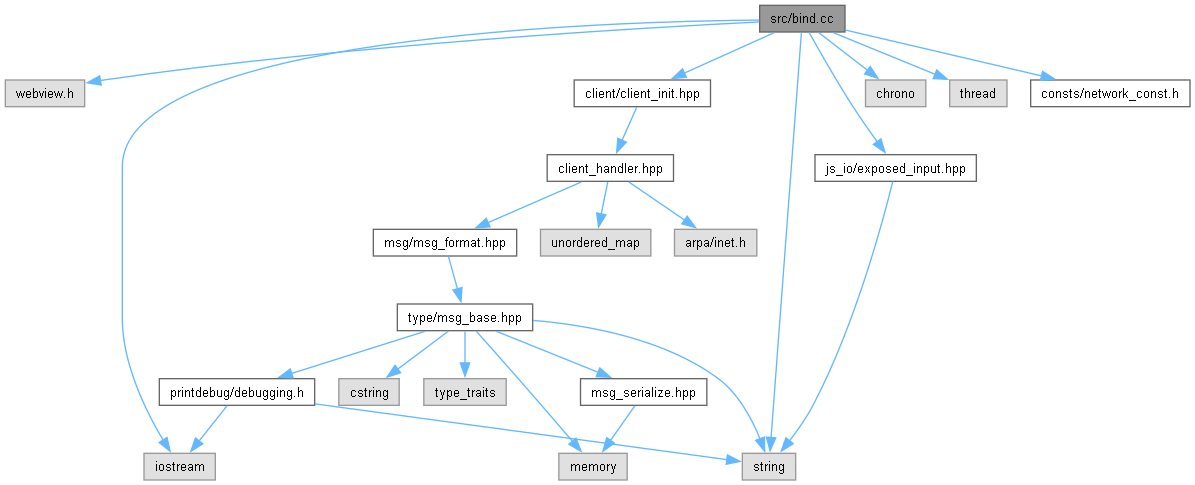 src/bind.cc
webview.h
client/client_init.hpp
chrono
thread
consts/network_const.h
client_handler.hpp
js_io/exposed_input.hpp
msg/msg_format.hpp
unordered_map
arpa/inet.h
type/msg_base.hpp
printdebug/debugging.h
cstring
type_traits
msg_serialize.hpp
iostream
memory
string